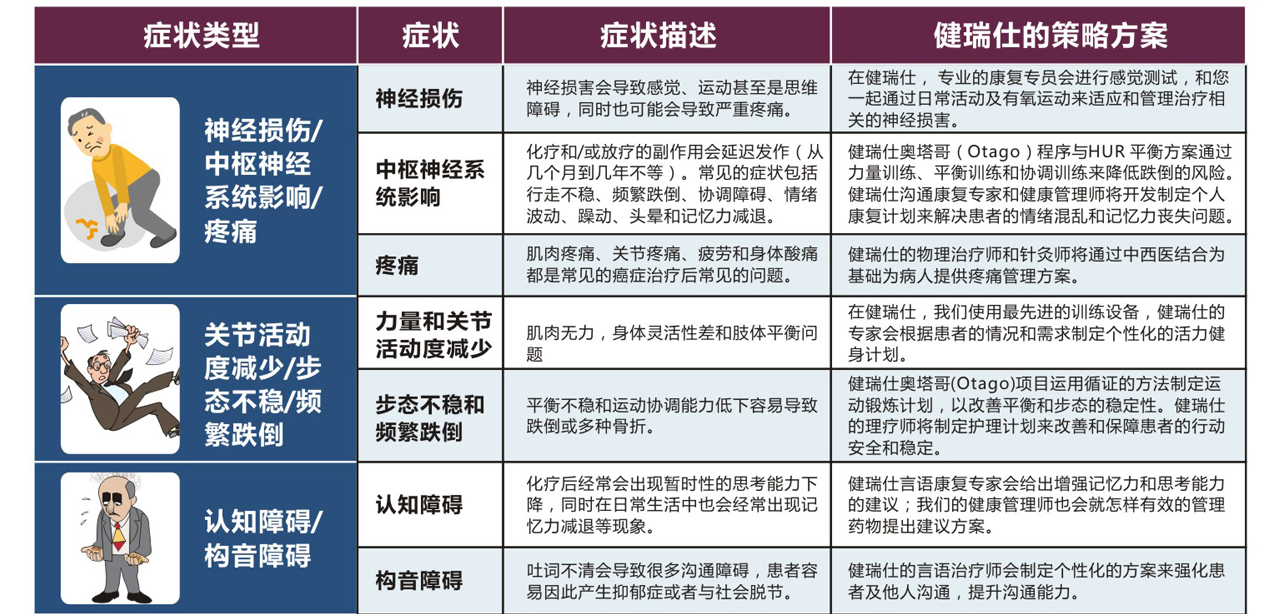 症状类型
症状
症状描述
健瑞仕的策略方案
神经损伤/
中枢神经
系统影响/
疼痛
神经损伤
神经损害会导致感觉、运动甚至是思维
障碍，同时也可能会导致严重疼痛。
在健瑞仕，专业的康复专员会进行感觉测试，和您
一起通过日常活动及有氧运动来适应和管理治疗相
关的神经损害。
中枢神经系
统影响
化疗和/或放疗的副作用会延迟发作（从
几个月到几年不等）。常见的症状包括
行走不稳、频繁跌倒、协调障碍、情绪
波动、躁动、头晕和记忆力减退。
健瑞仕奥塔哥（Otago）程序与HUR 平衡方案通过
力量训练、平衡训练和协调训练来降低跌倒的风险。
健瑞仕沟通康复专家和健康管理师将开发制定个人
康复计划来解决患者的情绪混乱和记忆力丧失问题。
疼痛
肌肉疼痛、关节疼痛、疲劳和身体酸痛
都是常见的癌症治疗后常见的问题。
健瑞仕的物理治疗师和针灸师将通过中西医结合为
基础为病人提供疼痛管理方案。
关节活动
度减少/步
态不稳/频
繁跌倒
力量和关节
活动度减少
肌肉无力，身体灵活性差和肢体平衡问
题
在健瑞仕，我们使用最先进的训练设备，健瑞仕的
专家会根据患者的情况和需求制定个性化的活力健
身计划。
步态不稳和
频繁跌倒
平衡不稳和运动协调能力低下容易导致
跌倒或多种骨折。
健瑞仕奥塔哥(Otago)项目运用循证的方法制定运
动锻炼计划，以改善平衡和步态的稳定性。健瑞仕
的理疗师将制定护理计划来改善和保障患者的行动
安全和稳定。
认知障碍/
构音障碍
认知障碍
化疗后经常会出现暂时性的思考能力下
降，同时在日常生活中也会经常出现记
忆力减退等现象。
健瑞仕言语康复专家会给出增强记忆力和思考能力
的建议；我们的健康管理师也会就怎样有效的管理
药物提出建议方案。
构音障碍
吐词不清会导致很多沟通障碍，患者容
易因此产生抑郁症或者与社会脱节。
健瑞仕的言语治疗师会制定个性化的方案来强化患
者及他人沟通，提升沟通能力。